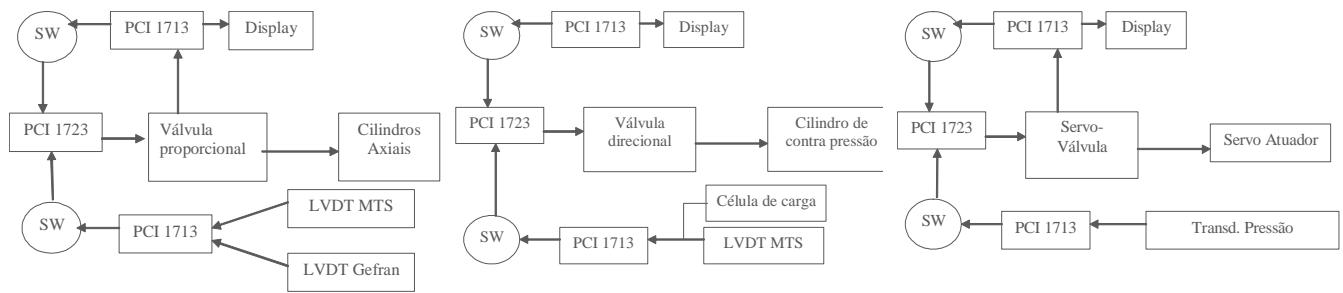 SW
PCI 1713
Display
PCI 1723
Válvula
proporcional
Cilindros
Axiais
SW
PCI 1713
LVDT MTS
LVDT Gefran
SW
PCI 1713
Display
PCI 1723
Válvula
direcional
Cilindro de
contra pressão
SW
PCI 1713
Célula de carga
LVDT MTS
SW
PCI 1713
Display
PCI 1723
Servo-
Válvula
Servo Atuador
SW
PCI 1713
Transd. Pressão